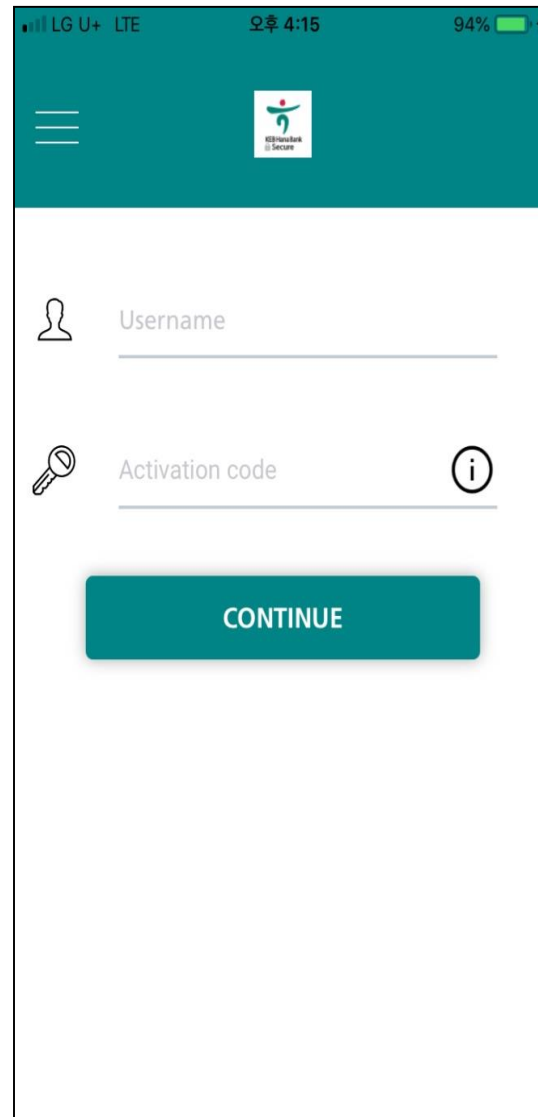 LG U+ LTE 오후 4:15 94%
KEB Hana Bank
Secure
Username
Activation code
i
CONTINUE